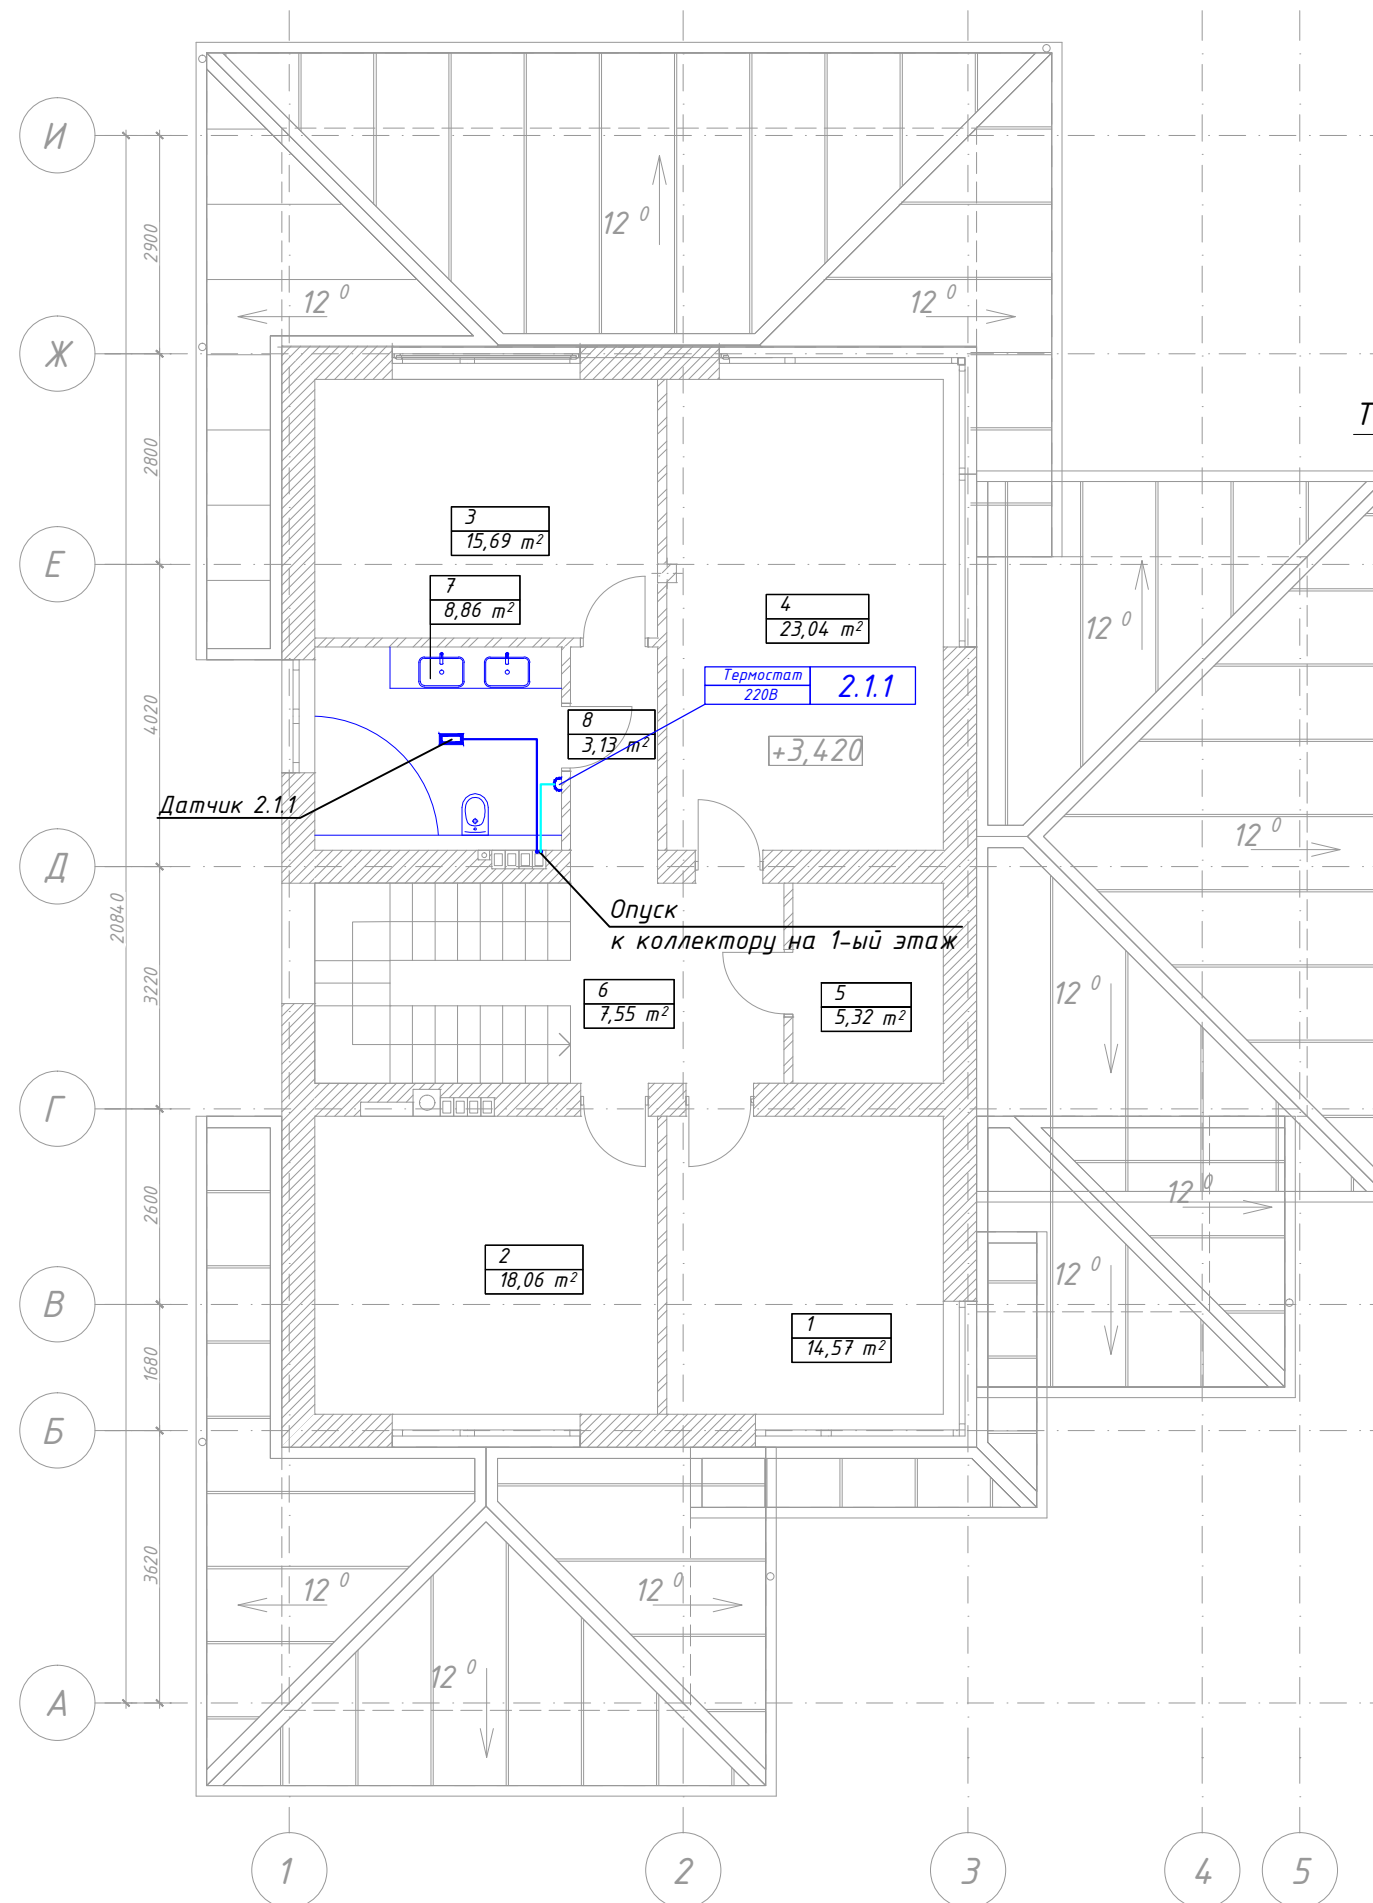 И
2900
12 0
12 0
12 0
Ж
2800
Т
3
15,69 m²
Е
7
8,86 m²
4
23,04 m²
12 0
Термостат
220В
2.1.1
4020
8
3,13 m²
+3,420
Датчик 2.1.1
12 0
Д
20840
Опуск
к коллектору на 1-ый этаж
3220
6
7,55 m²
5
5,32 m²
12 0
Г
2600
12 0
2
18,06 m²
12 0
В
1
14,57 m²
1680
Б
3620
12 0
12 0
12 0
А
1
2
3
4
5